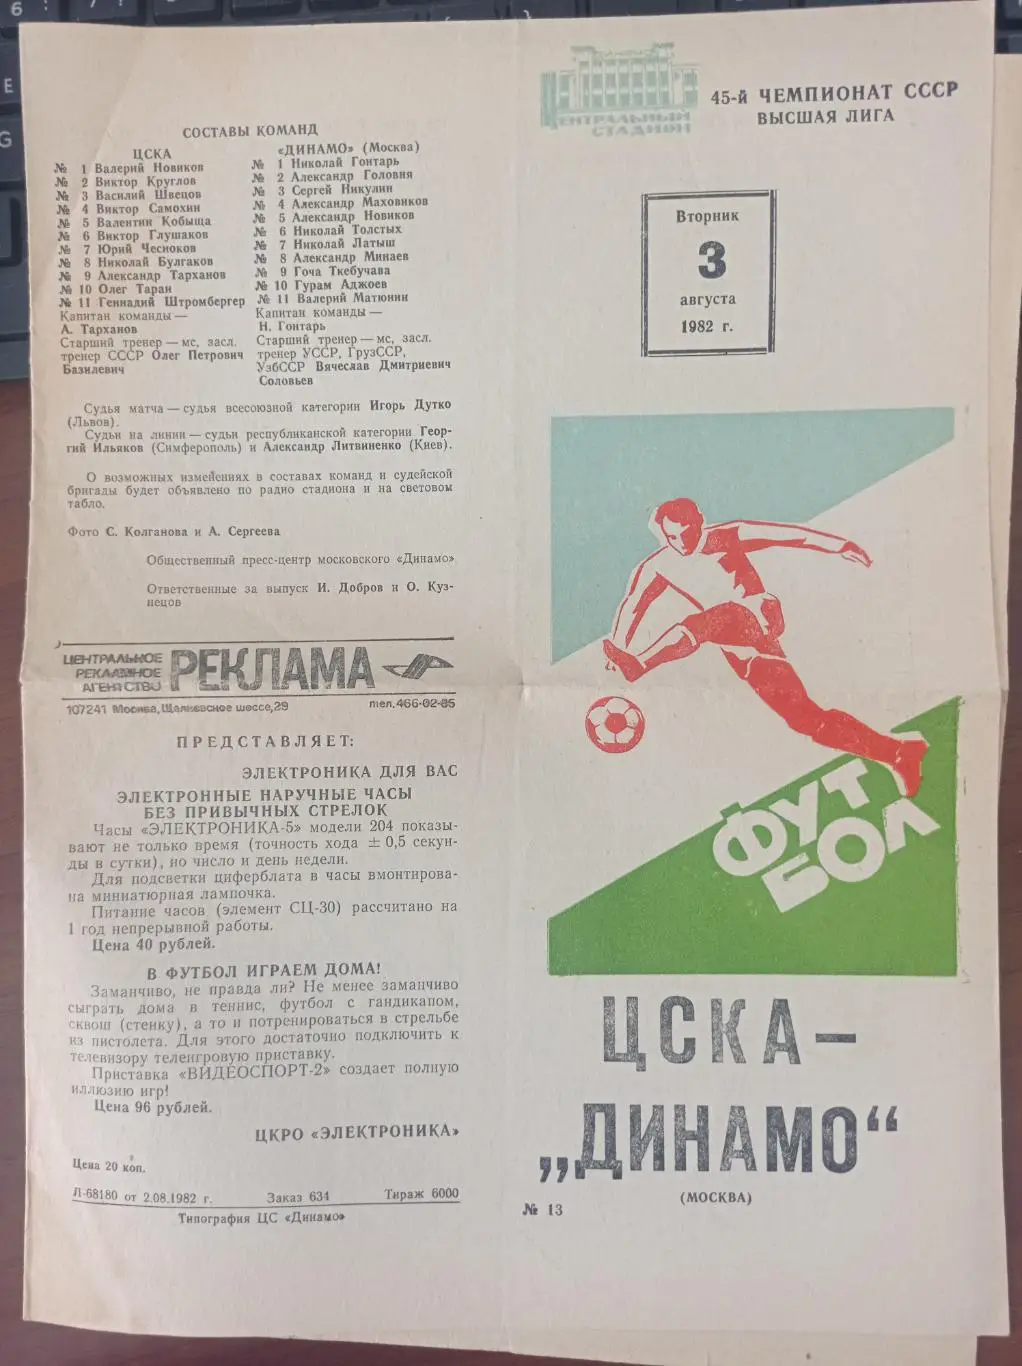 СОСТАВЫ КОМАНД
ЦСКА
№ 1 Валерий Новиков
№ 2 Виктор Круглов
№ 3 Василий Швецов
№ 4 Виктор Самохин
№ 5 Валентин Кобыща
№ 6 Виктор Глушаков
№ 7 Юрий Чесноков
№ 8 Николай Булгаков
№ 9 Александр Тарханов
№ 10 Олег Таран
№ 11 Геннадий Штромбергер
Капитан команды —
А. Тарханов
Старший тренер — мс, засл.
тренер СССР Олег Петрович
Базилевич
«ДИНАМО» (Москва)
№ 1 Николай Гонтарь
№ 2 Александр Головня
№ 3 Сергей Никулин
№ 4 Александр Маховиков
№ 5 Александр Новиков
№ 6 Николай Толстых
№ 7 Николай Латыш
№ 8 Александр Минаев
№ 9 Гоча Ткебучава
№ 10 Гурам Аджоев
№ 11 Валерий Матюнин
Капитан команды —
Н. Гонтарь
Старший тренер — мс, засл.
тренер УССР, ГрузССР,
УзбССР Вячеслав Дмитриевич
Соловьев
Судья матча — судья всесоюзной категории Игорь Дутко
(Львов).
Судьи на линии — судьи республиканской категории Геор-
гий Ильяков (Симферополь) и Александр Литвиненко (Киев).
О возможных изменениях в составах команд и судейской
бригады будет объявлено по радио стадиона и на световом
табло.
Фото С. Колганова и А. Сергеева
Общественный пресс-центр московского «Динамо»
Ответственные за выпуск И. Добров и О. Куз-
нецов
ЦЕНТРАЛЬНОЕ
РЕКЛАМНОЕ
АГЕНТСТВО
РЕКЛАМА
107241 Москва, Щелковское шоссе, 29
тел. 466-02-85
ПРЕДСТАВЛЯЕТ:
ЭЛЕКТРОНИКА ДЛЯ ВАС
ЭЛЕКТРОННЫЕ НАРУЧНЫЕ ЧАСЫ
БЕЗ ПРИВЫЧНЫХ СТРЕЛОК
Часы «ЭЛЕКТРОНИКА-5» модели 204 показы-
вают не только время (точность хода ± 0,5 секун-
ды в сутки), но число и день недели.
Для подсветки циферблата в часы вмонтирова-
на миниатюрная лампочка.
Питание часов (элемент СЦ-30) рассчитано на
1 год непрерывной работы.
Цена 40 рублей.
В ФУТБОЛ ИГРАЕМ ДОМА!
Заманчиво, не правда ли? Не менее заманчиво
сыграть дома в теннис, футбол с гандикапом,
сквош (стенку), а то и потренироваться в стрельбе
из пистолета. Для этого достаточно подключить к
телевизору телеигровую приставку.
Приставка «ВИДЕОСПОРТ-2» создает полную
иллюзию игр!
Цена 96 рублей.
ЦКРО «ЭЛЕКТРОНИКА»
Цена 20 коп.
Л-68180 от 2.08.1982 г. Заказ 634 Тираж 6000
Типография ЦС «Динамо»
ЦЕНТРАЛЬНЫЙ
СТАДИОН
45-й ЧЕМПИОНАТ СССР
ВЫСШАЯ ЛИГА
Вторник
3
августа
1982 г.
ФУТ
БОЛ
ЦСКА —
„ДИНАМО“
(МОСКВА)
№ 13